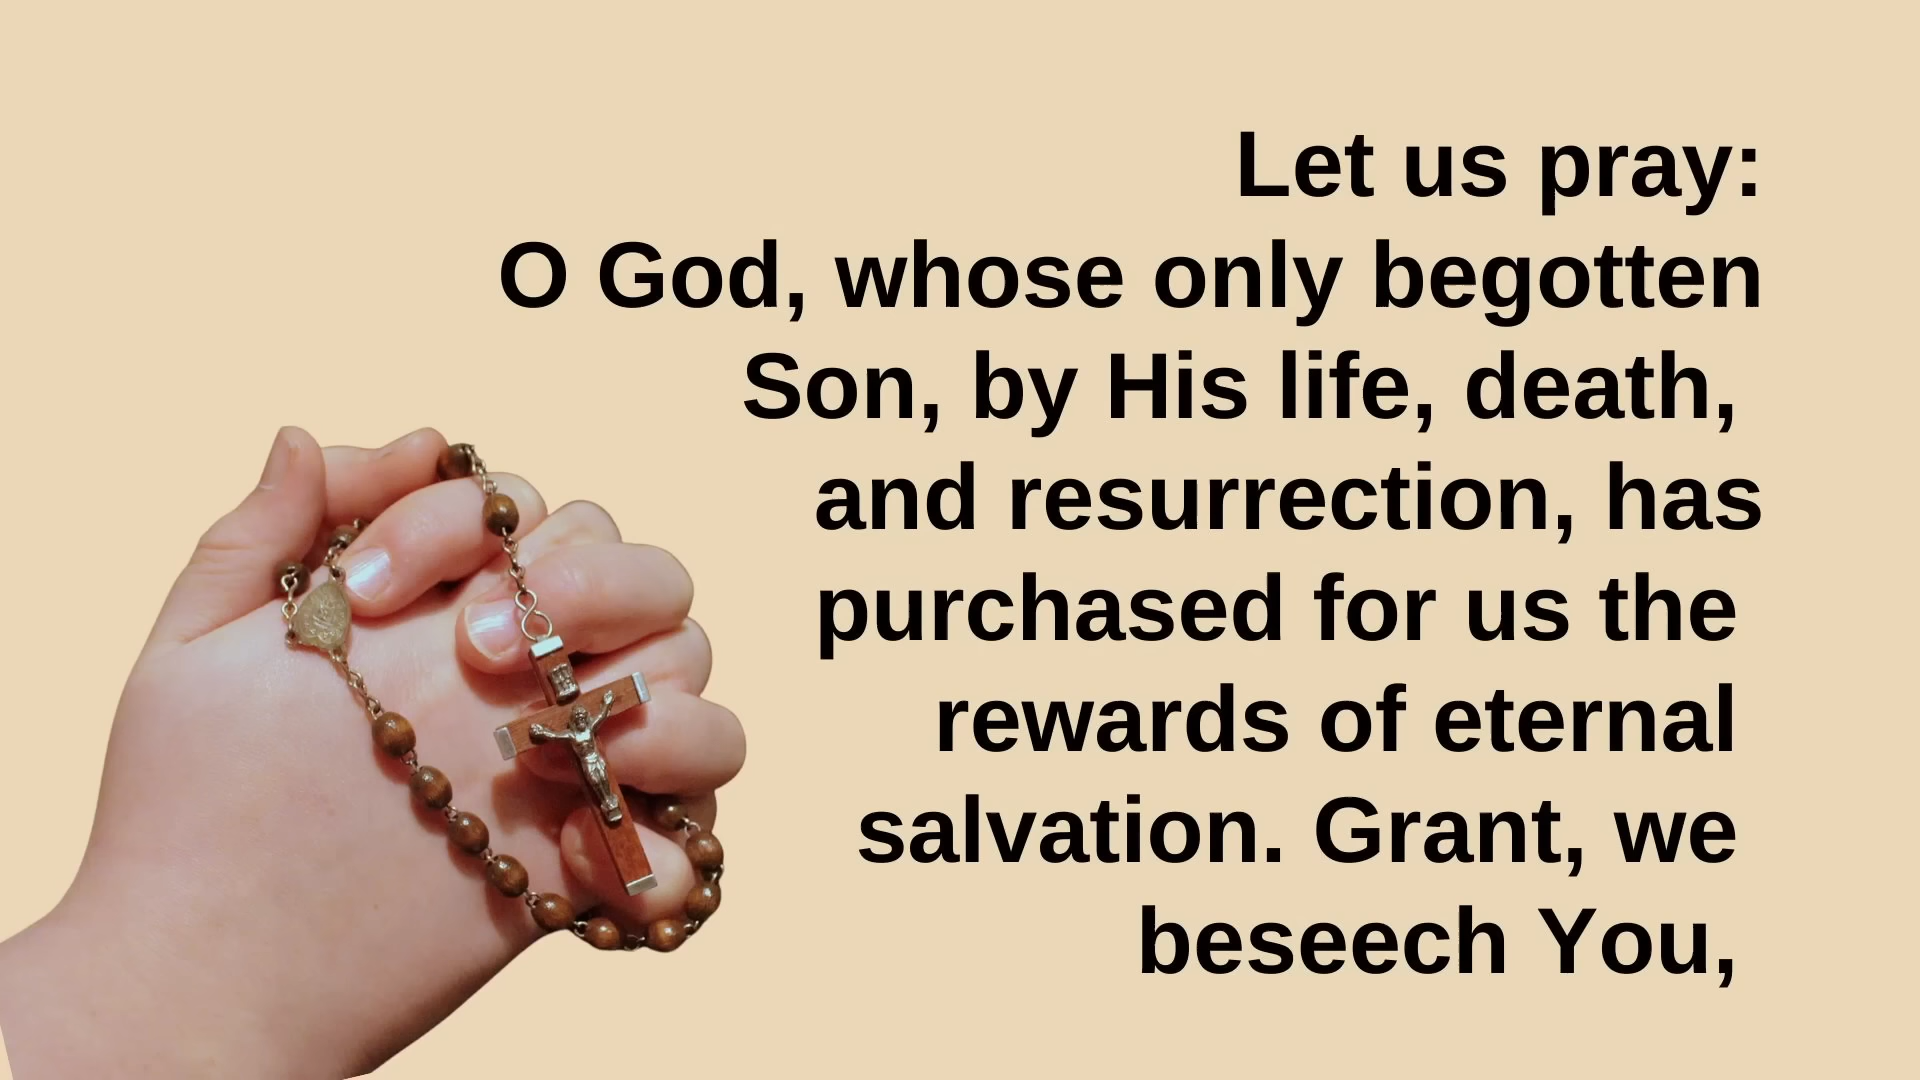 Let us pray:
O God, whose only begotten
Son, by His life, death,
and resurrection, has
purchased for us the
rewards of eternal
salvation. Grant, we
beseech You,